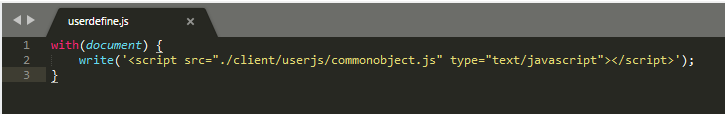 userdefine.js ×
1 with(document) {
2 write('<script src="./client/userjs/commonobject.js" type="text/javascript"></script>');
3 }